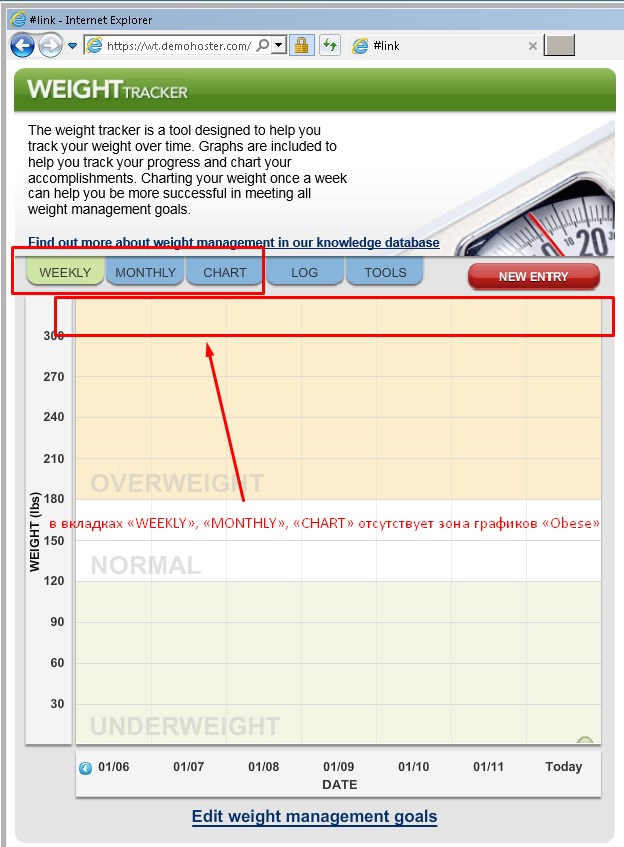 #link - Internet Explorer
https://wt.demohoster.com/
#link
WEIGHT TRACKER
The weight tracker is a tool designed to help you
track your weight over time. Graphs are included to
help you track your progress and chart your
accomplishments. Charting your weight once a week
can help you be more successful in meeting all
weight management goals.
20
Find out more about weight management in our knowledge database
WEEKLY MONTHLY CHART LOG TOOLS NEW ENTRY
300
270
240
210
OVERWEIGHT
180
в вкладках «WEEKLY», «MONTHLY», «CHART» отсутствует зона графиков «Obese»
150
NORMAL
120
WEIGHT (lbs)
90
60
30
UNDERWEIGHT
01/06 01/07 01/08 01/09 01/10 01/11 Today
DATE
Edit weight management goals